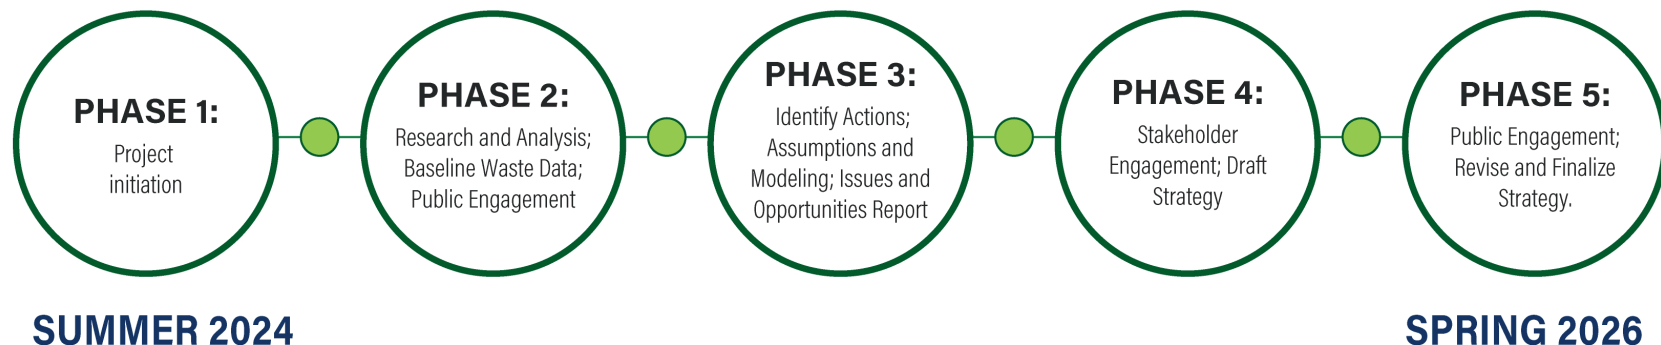 PHASE 1:
Project
initiation
PHASE 2:
Research and Analysis;
Baseline Waste Data;
Public Engagement
PHASE 3:
Identify Actions;
Assumptions and
Modeling; Issues and
Opportunities Report
PHASE 4:
Stakeholder
Engagement; Draft
Strategy
PHASE 5:
Public Engagement;
Revise and Finalize
Strategy.
SUMMER 2024
SPRING 2026